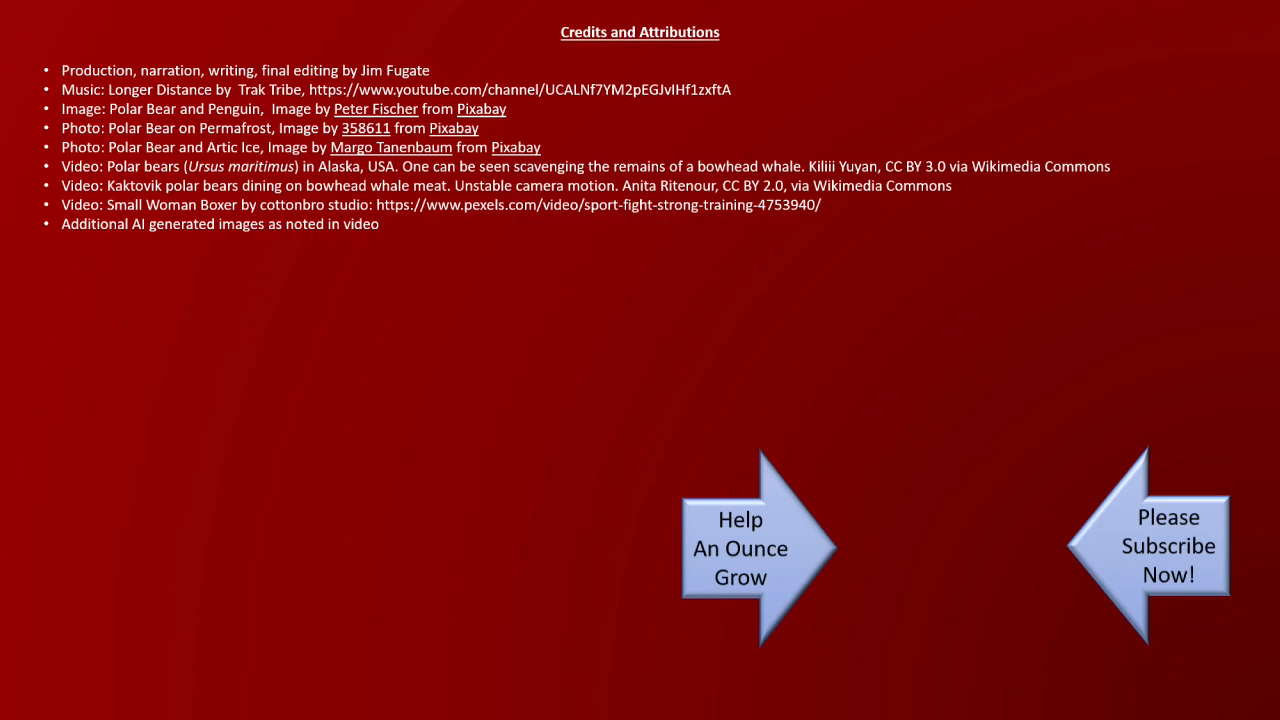 Credits and Attributions
• Production, narration, writing, final editing by Jim Fugate
• Music: Longer Distance by  Trak Tribe, https://www.youtube.com/channel/UCALNf7YM2pEGJvIHf1zxftA
• Image: Polar Bear and Penguin,  Image by Peter Fischer from Pixabay
• Photo: Polar Bear on Permafrost, Image by 358611 from Pixabay
• Photo: Polar Bear and Artic Ice, Image by Margo Tanenbaum from Pixabay
• Video: Polar bears (Ursus maritimus) in Alaska, USA. One can be seen scavenging the remains of a bowhead whale. Kiliii Yuyan, CC BY 3.0 via Wikimedia Commons
• Video: Kaktovik polar bears dining on bowhead whale meat. Unstable camera motion. Anita Ritenour, CC BY 2.0, via Wikimedia Commons
• Video: Small Woman Boxer by cottonbro studio: https://www.pexels.com/video/sport-fight-strong-training-4753940/
• Additional AI generated images as noted in video
Help
An Ounce
Grow
Please
Subscribe
Now!